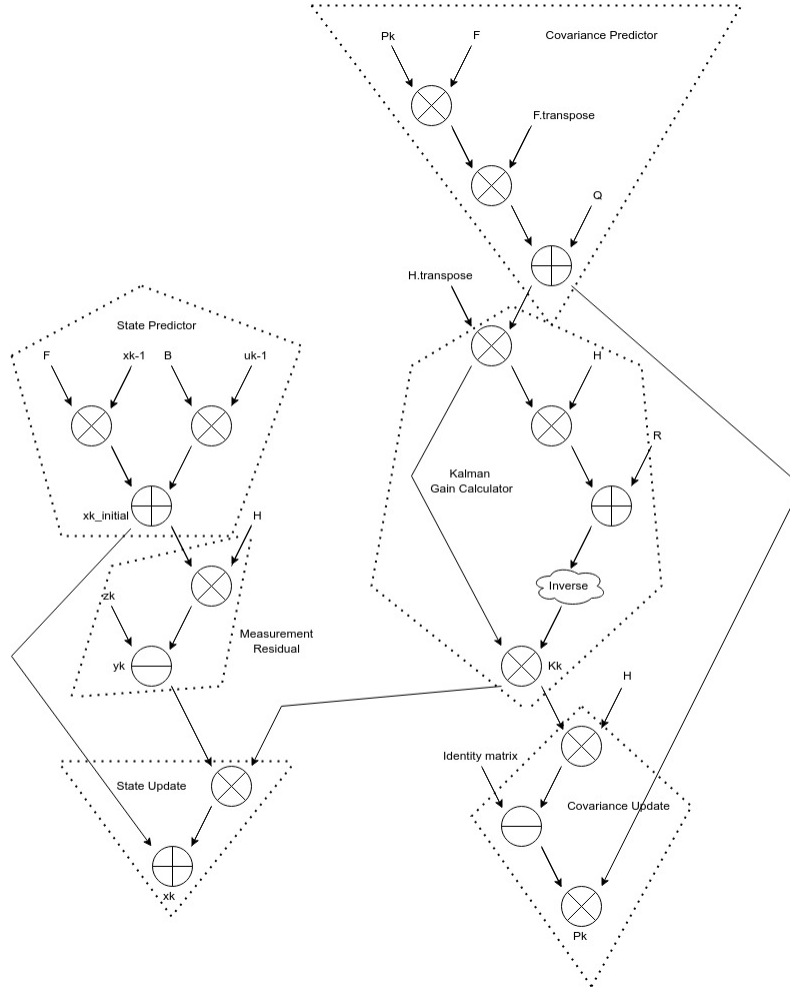 Pk
F
Covariance Predictor
F.transpose
Q
H.transpose
State Predictor
F
xk-1
B
uk-1
H
R
Kalman
Gain Calculator
xk_initial
H
Inverse
zk
Measurement
Residual
yk
Kk
H
Identity matrix
State Update
Covariance Update
xk
Pk